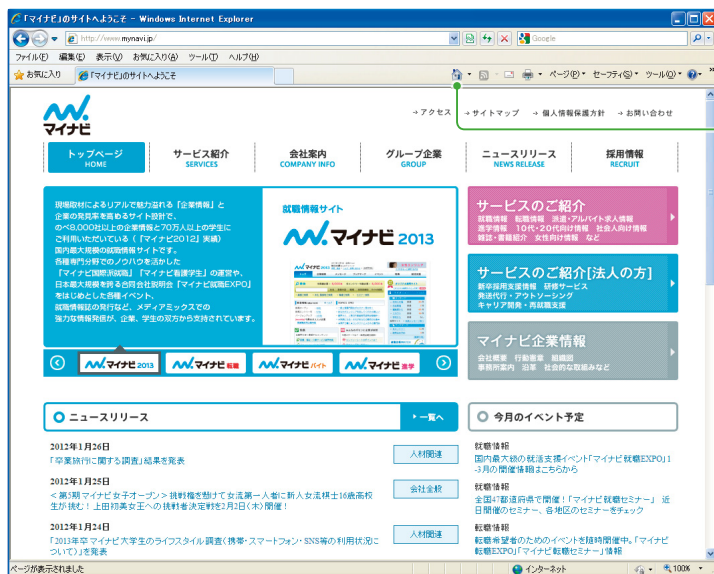 「マイナビ」のサイトへようこそ - Windows Internet Explorer
http://www.mynavi.jp/
Google
ファイル(F) 編集(E) 表示(V) お気に入り(A) ツール(T) ヘルプ(H)
お気に入り 「マイナビ」のサイトへようこそ ページ(P) セーフティ(S) ツール(O)
マイナビ
→アクセス →サイトマップ →個人情報保護方針 →お問い合わせ
トップページ サービス紹介 会社案内 グループ企業 ニュースリリース 採用情報
HOME SERVICES COMPANY INFO GROUP NEWS RELEASE RECRUIT
現場取材によるリアルで魅力溢れる「企業情報」と
企業の発見率を高めるサイト設計で、
のべ8,000社以上の企業情報と70万人以上の学生に
ご利用いただいている(『マイナビ2012』実績)
国内最大規模の就職情報サイトです。
各種専門分野でのノウハウを活かした
『マイナビ国際派就職』『マイナビ看護学生』の運営や、
日本最大規模を誇る合同会社説明会『マイナビ就職EXPO』
をはじめとした各種イベント、
就職情報誌の発行など、メディアミックスでの
強力な情報発信が、企業、学生の双方から支持されています。
就職情報サイト
マイナビ 2013
マイナビ 2013 マイナビ 転職 マイナビ バイト マイナビ 進学
サービスのご紹介
就職情報 転職情報 派遣・アルバイト求人情報
進学情報 10代・20代向け情報 社会人向け情報
雑誌・書籍紹介 女性向け情報 など
サービスのご紹介[法人の方]
新卒採用支援情報 研修サービス
発送代行・アウトソーシング
キャリア開発・再就職支援
マイナビ企業情報
会社概要 行動憲章 組織図
事務所案内 沿革 社会的な取組みなど
ニュースリリース 一覧へ
2012年1月26日
「卒業旅行に関する調査」結果を発表
人材関連
2012年1月25日
<第5期マイナビ女子オープン>挑戦権を懸けて女流第一人者に新人女流棋士16歳高校
生が挑む!上田初美女王への挑戦者決定戦を2月2日(木)開催!
会社全般
2012年1月24日
「2013年卒マイナビ大学生のライフスタイル調査(携帯・スマートフォン・SNS等の利用状況に
ついて)」を発表
人材関連
今月のイベント予定
就職情報
国内最大級の就活支援イベント「マイナビ就職EXPO」1
-3月の開催情報はこちらから
就職情報
全国47都道府県で開催!「マイナビ就職セミナー」 近
日開催のセミナー、各地区のセミナーをチェック
転職情報
転職希望者のためのイベントを随時開催中。「マイナビ
転職EXPO」「マイナビ転職セミナー」情報
ページが表示されました インターネット 100%